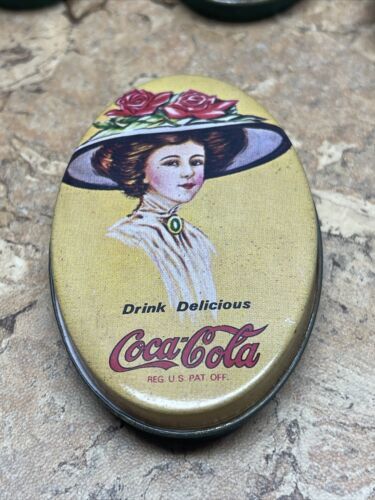 Drink Delicious
Coca-Cola
REG. U.S. PAT. OFF.